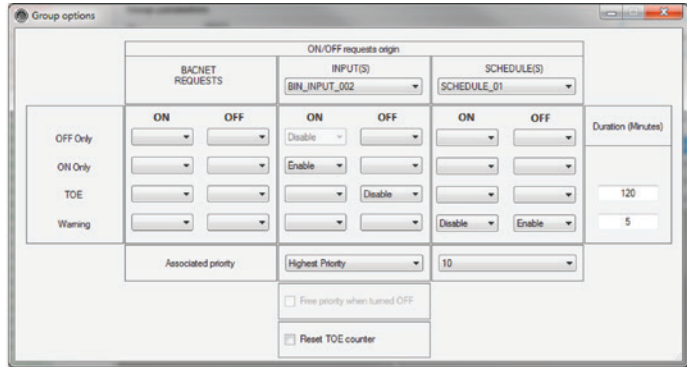 Group options
ON/OFF requests origin
BACNET
REQUESTS
INPUT(S)
BIN_INPUT_002
SCHEDULE(S)
SCHEDULE_01
ON OFF ON OFF ON OFF
Duration (Minutes)
OFF Only Disable
ON Only Enable
TOE Disable 120
Warning Disable Enable 5
Associated priority Highest Priority 10
Free priority when turned OFF
Reset TOE counter